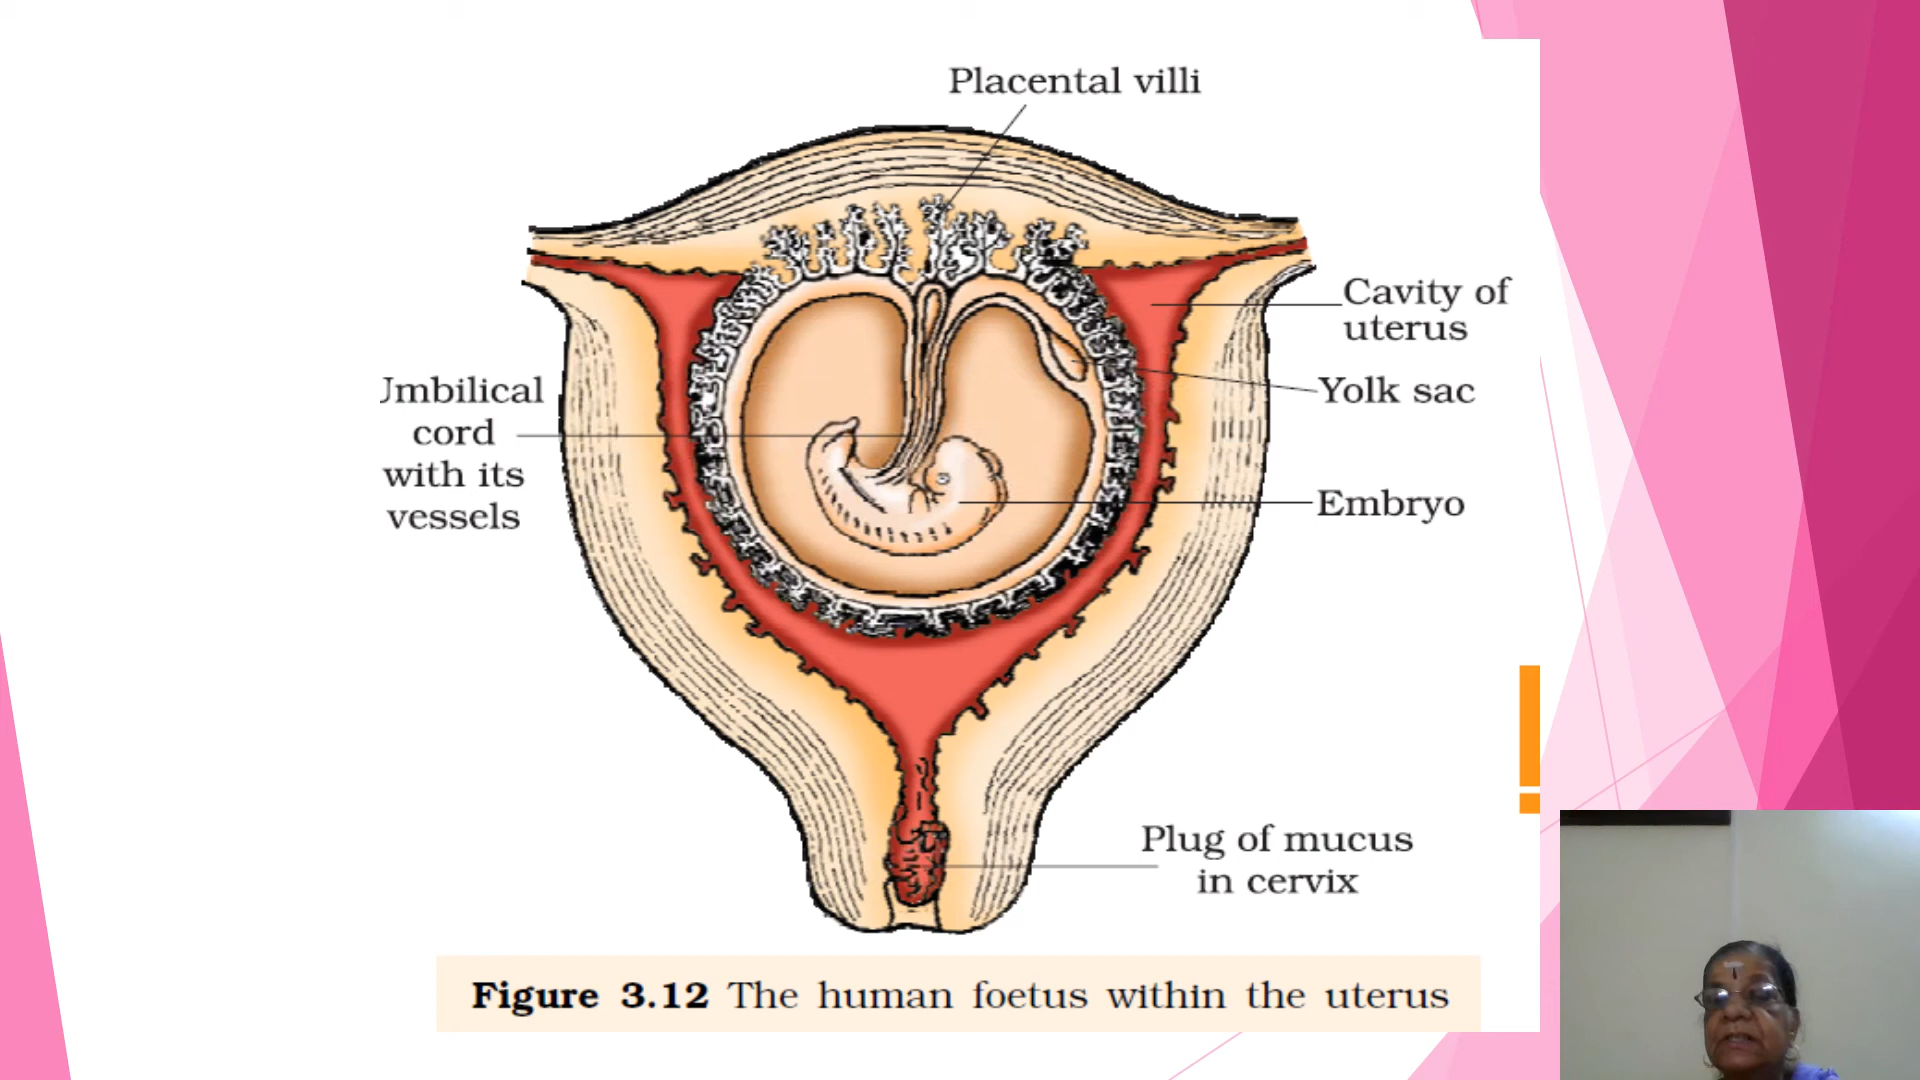 Placental villi
Cavity of
uterus
Umbilical
cord
with its
vessels
Yolk sac
Embryo
Plug of mucus
in cervix
Figure 3.12 The human foetus within the uterus